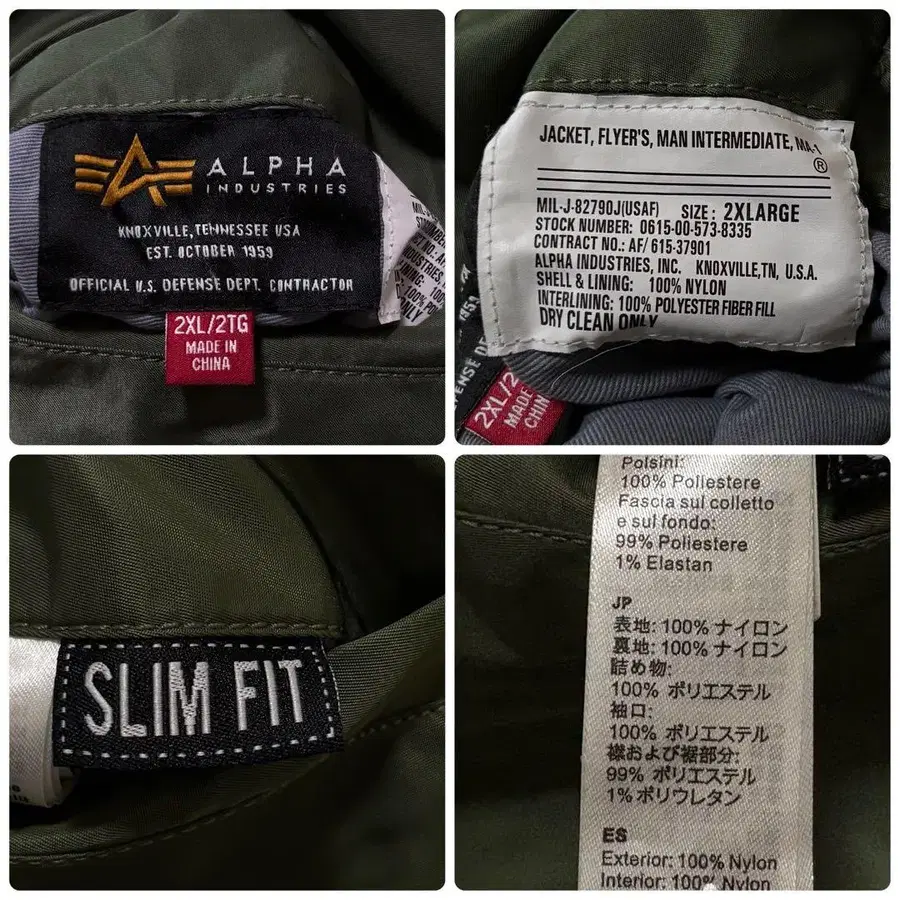 ALPHA
INDUSTRIES
KNOXVILLE, TENNESSEE USA
EST. OCTOBER 1959
OFFICIAL U.S. DEFENSE DEPT. CONTRACTOR
2XL/2TG
MADE IN
CHINA
JACKET, FLYER'S, MAN INTERMEDIATE, MA-1
®
MIL-J-82790J(USAF) SIZE: 2XLARGE
STOCK NUMBER: 0615-00-573-8335
CONTRACT NO.: AF/ 615-37901
ALPHA INDUSTRIES, INC. KNOXVILLE,TN, U.S.A.
SHELL & LINING: 100% NYLON
INTERLINING: 100% POLYESTER FIBER FILL
DRY CLEAN ONLY
2XL/2
MADE
CHIN
SLIM FIT
Polsini:
100% Poliestere
Fascia sul colletto
e sul fondo:
99% Poliestere
1% Elastan
JP
表地: 100% ナイロン
裏地: 100% ナイロン
詰め物:
100% ポリエステル
袖口:
100% ポリエステル
襟および裾部分:
99% ポリエステル
1% ポリウレタン
ES
Exterior: 100% Nylon
Interior: 100% Nylon